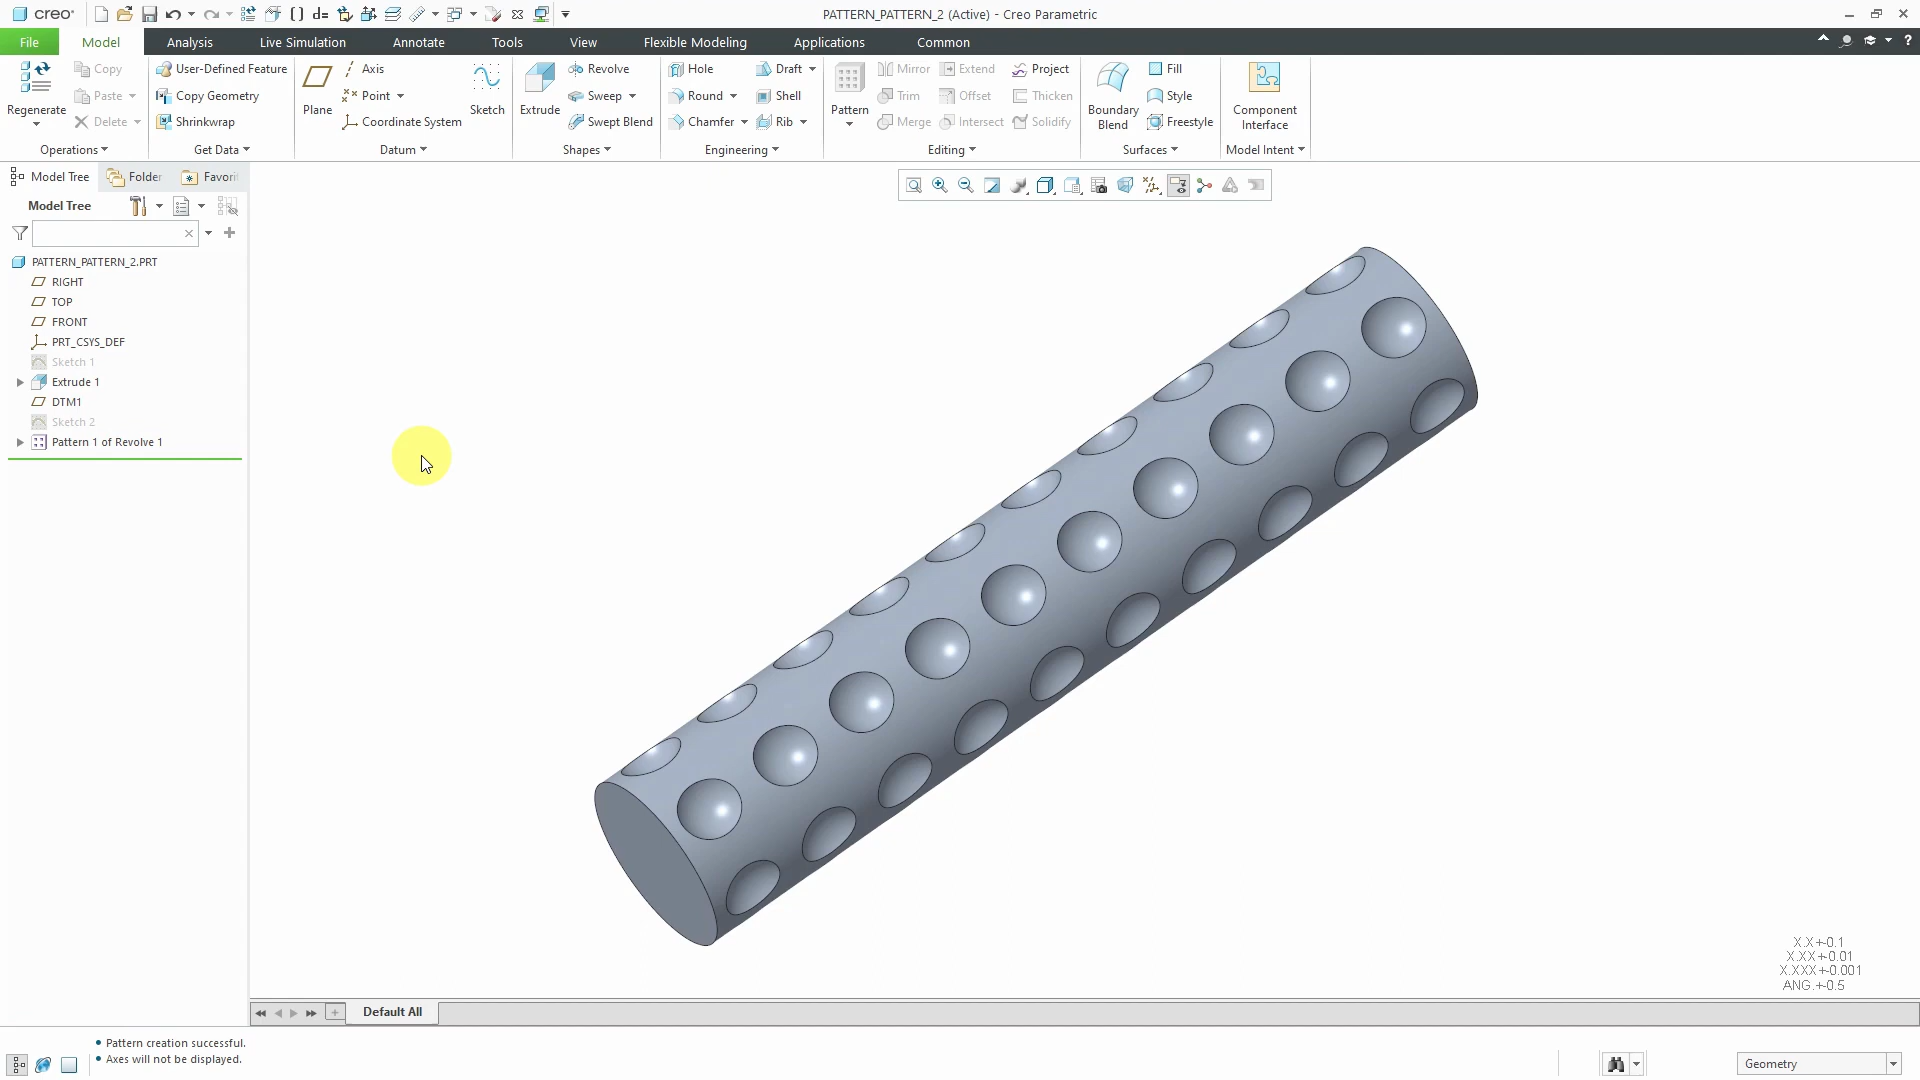 creo
PATTERN_PATTERN_2 (Active) - Creo Parametric
File Model Analysis Live Simulation Annotate Tools View Flexible Modeling Applications Common
Regenerate
Copy
Paste
Delete
Operations
User-Defined Feature
Copy Geometry
Shrinkwrap
Get Data
Plane
Axis
Point
Coordinate System
Sketch
Datum
Extrude
Revolve
Sweep
Swept Blend
Shapes
Hole
Round
Chamfer
Draft
Shell
Rib
Engineering
Pattern
Mirror
Trim
Merge
Extend
Offset
Intersect
Project
Thicken
Solidify
Editing
Boundary
Blend
Fill
Style
Freestyle
Surfaces
Component
Interface
Model Intent
Model Tree Folder Favori
Model Tree
PATTERN_PATTERN_2.PRT
RIGHT
TOP
FRONT
PRT_CSYS_DEF
Sketch 1
Extrude 1
DTM1
Sketch 2
Pattern 1 of Revolve 1
X.X+-0.1
X.XX+-0.01
X.XXX+-0.001
ANG.+-0.5
Default All
• Pattern creation successful.
• Axes will not be displayed.
Geometry